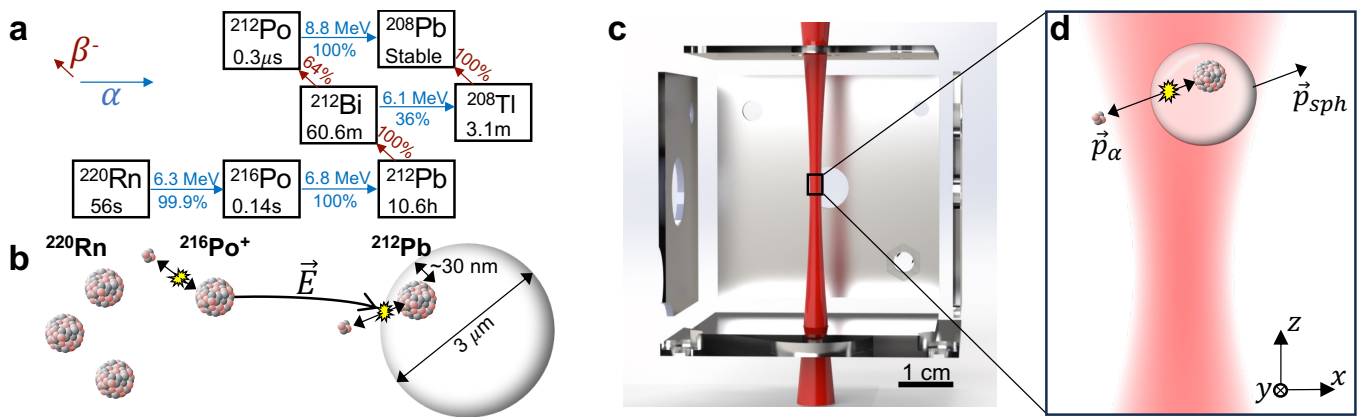 a
β⁻
α
²¹²Po
0.3μs
8.8 MeV
100%
²⁰⁸Pb
Stable
64%
100%
²¹²Bi
60.6m
6.1 MeV
36%
²⁰⁸Tl
3.1m
100%
²²⁰Rn
56s
6.3 MeV
99.9%
²¹⁶Po
0.14s
6.8 MeV
100%
²¹²Pb
10.6h
b
²²⁰Rn
²¹⁶Po⁺
²¹²Pb
E⃗
~30 nm
3 μm
c
1 cm
d
p⃗sph
p⃗α
z
y
x